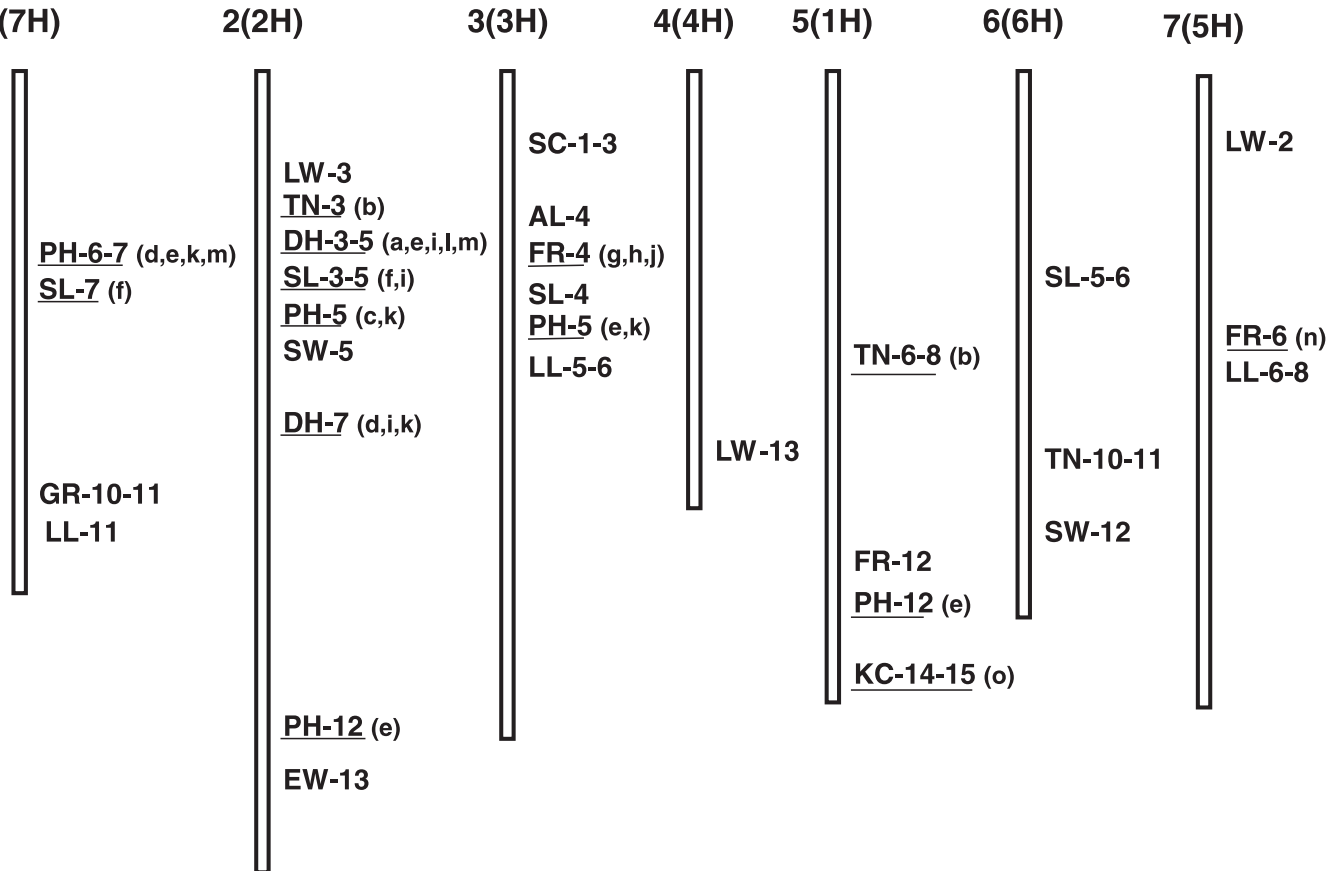 (7H)
PH-6-7 (d,e,k,m)
SL-7 (f)
GR-10-11
LL-11
2(2H)
LW-3
TN-3 (b)
DH-3-5 (a,e,i,l,m)
SL-3-5 (f,i)
PH-5 (c,k)
SW-5
DH-7 (d,i,k)
PH-12 (e)
EW-13
3(3H)
SC-1-3
AL-4
FR-4 (g,h,j)
SL-4
PH-5 (e,k)
LL-5-6
4(4H)
LW-13
5(1H)
TN-6-8 (b)
FR-12
PH-12 (e)
KC-14-15 (o)
6(6H)
SL-5-6
TN-10-11
SW-12
7(5H)
LW-2
FR-6 (n)
LL-6-8